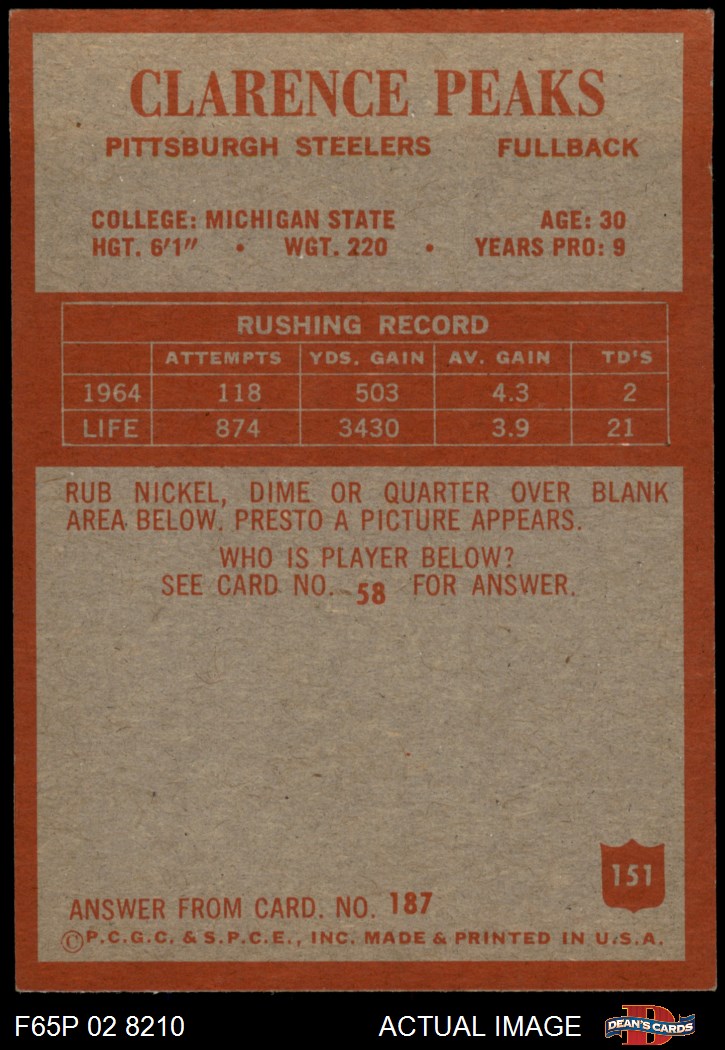 CLARENCE PEAKS
PITTSBURGH STEELERS FULLBACK
COLLEGE: MICHIGAN STATE AGE: 30
HGT. 6'1" • WGT. 220 • YEARS PRO: 9
RUSHING RECORD
ATTEMPTS YDS. GAIN AV. GAIN TD'S
1964 118 503 4.3 2
LIFE 874 3430 3.9 21
RUB NICKEL, DIME OR QUARTER OVER BLANK
AREA BELOW. PRESTO A PICTURE APPEARS.
WHO IS PLAYER BELOW?
SEE CARD NO. 58 FOR ANSWER.
151
ANSWER FROM CARD. NO. 187
©P.C.G.C. & S.P.C.E., INC. MADE & PRINTED IN U.S.A.
F65P 02 8210 ACTUAL IMAGE
D
DEAN'S CARDS